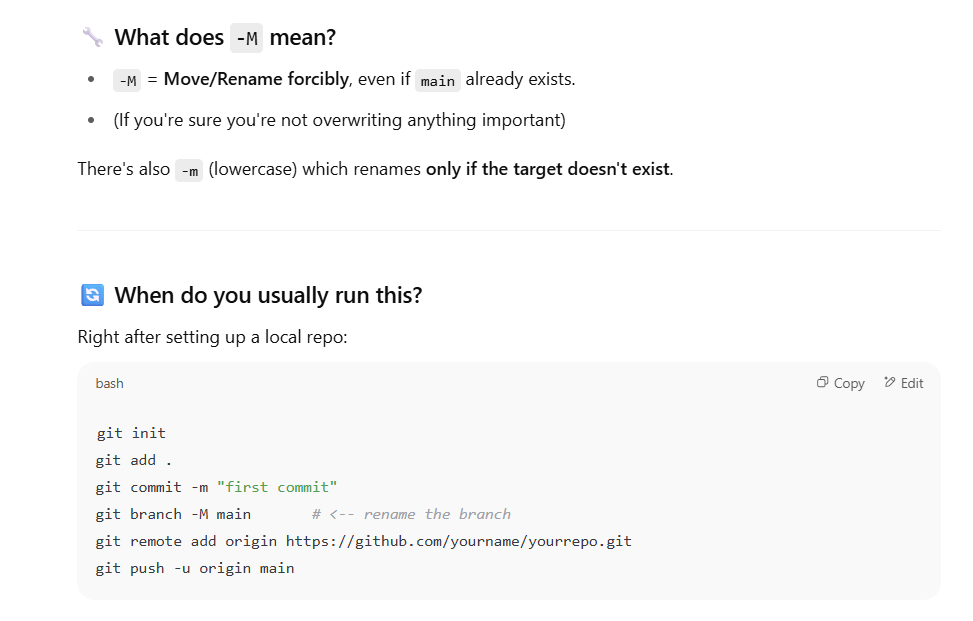 🔧 What does -M mean?
• -M = Move/Rename forcibly, even if main already exists.
• (If you're sure you're not overwriting anything important)
There's also -m (lowercase) which renames only if the target doesn't exist.
🔄 When do you usually run this?
Right after setting up a local repo:
bash Copy Edit
git init
git add .
git commit -m "first commit"
git branch -M main       # <-- rename the branch
git remote add origin https://github.com/yourname/yourrepo.git
git push -u origin main